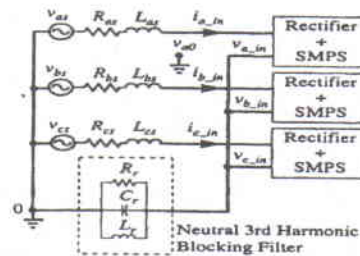 v_as R_as L_as i_a_in Rectifier + SMPS
v_a0 v_a_in
v_bs R_bs L_bs i_b_in Rectifier + SMPS
v_b_in
v_cs R_cs L_cs i_c_in Rectifier + SMPS
v_c_in
R_r
C_r
L_r
0
Neutral 3rd Harmonic
Blocking Filter